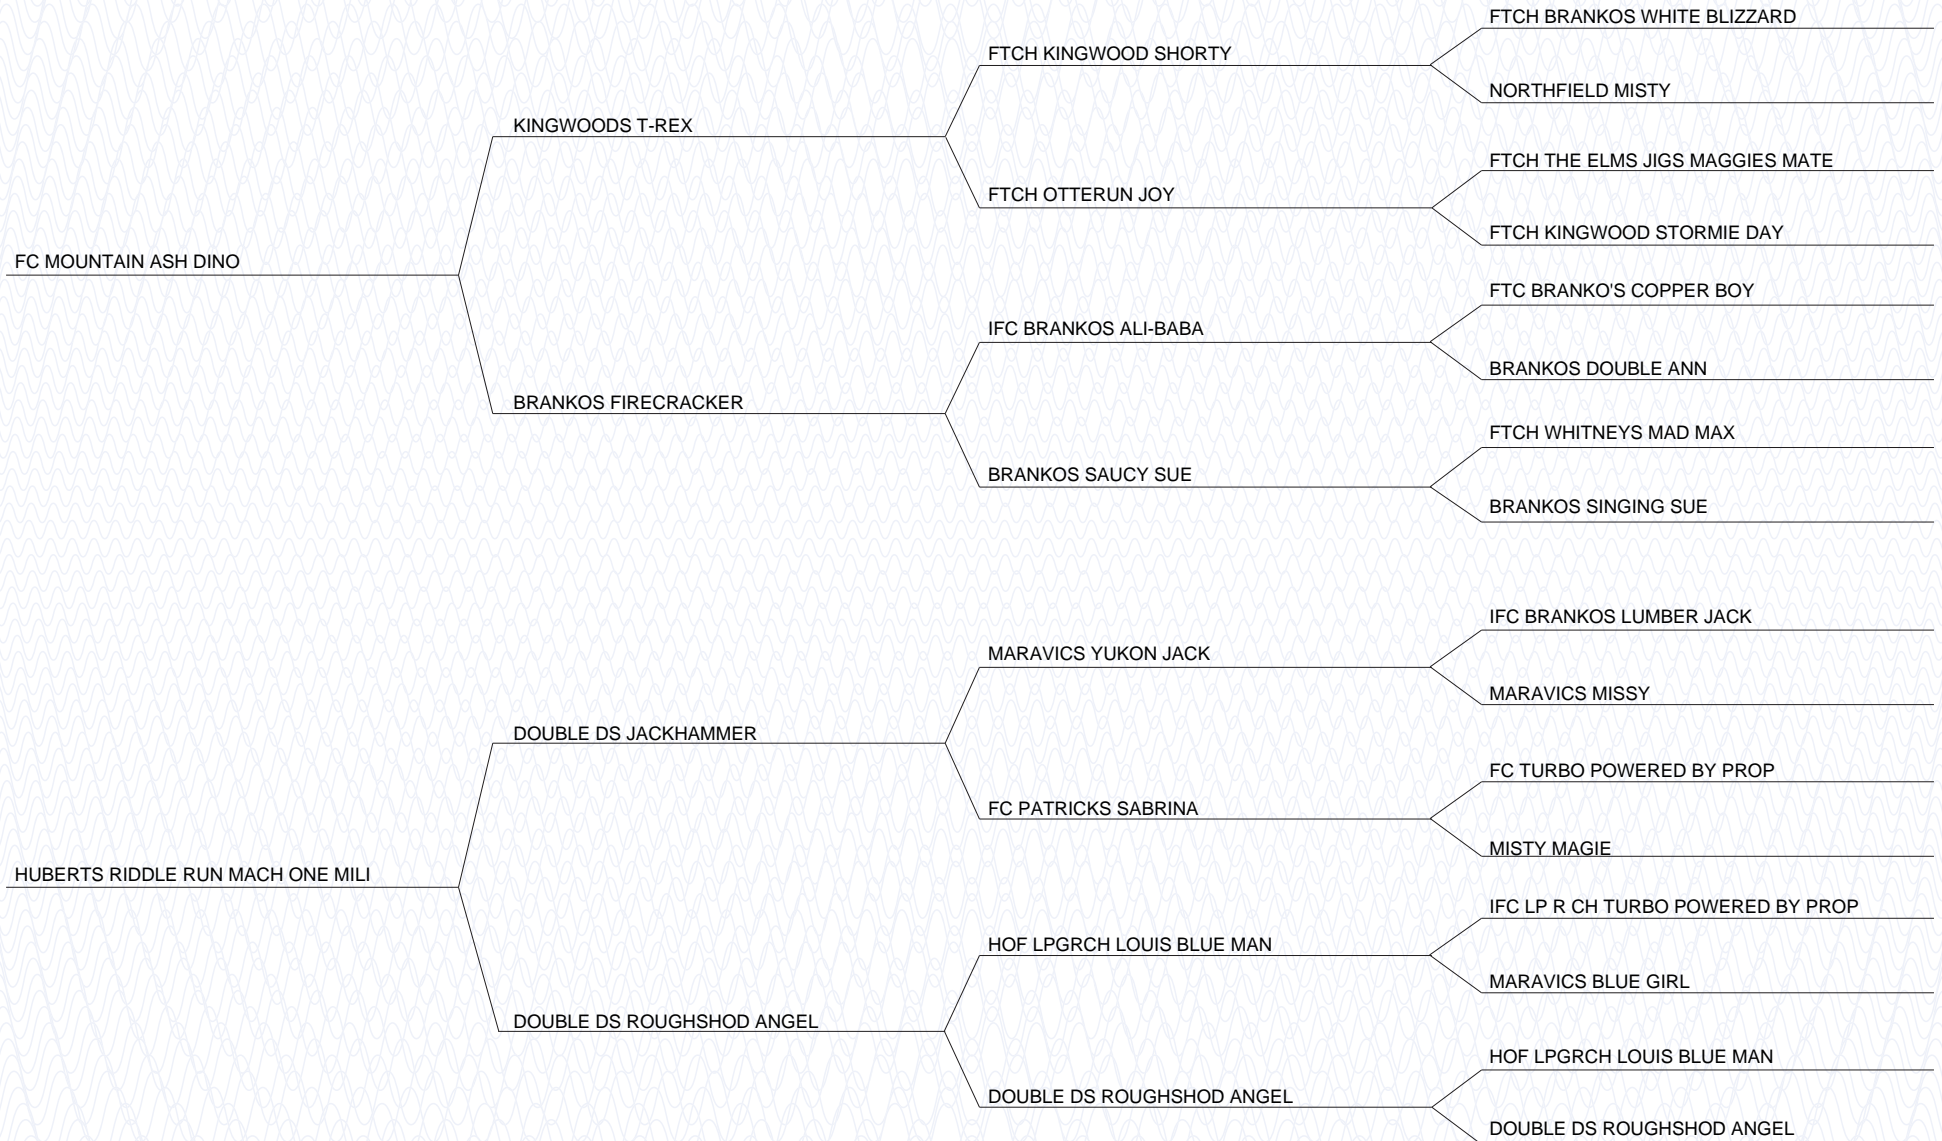 FTCH BRANKOS WHITE BLIZZARD
FTCH KINGWOOD SHORTY
NORTHFIELD MISTY
KINGWOODS T-REX
FTCH THE ELMS JIGS MAGGIES MATE
FTCH OTTERUN JOY
FTCH KINGWOOD STORMIE DAY
FC MOUNTAIN ASH DINO
FTC BRANKO'S COPPER BOY
IFC BRANKOS ALI-BABA
BRANKOS DOUBLE ANN
BRANKOS FIRECRACKER
FTCH WHITNEYS MAD MAX
BRANKOS SAUCY SUE
BRANKOS SINGING SUE
IFC BRANKOS LUMBER JACK
MARAVICS YUKON JACK
MARAVICS MISSY
DOUBLE DS JACKHAMMER
FC TURBO POWERED BY PROP
FC PATRICKS SABRINA
MISTY MAGIE
HUBERTS RIDDLE RUN MACH ONE MILI
IFC LP R CH TURBO POWERED BY PROP
HOF LPGRCH LOUIS BLUE MAN
MARAVICS BLUE GIRL
DOUBLE DS ROUGHSHOD ANGEL
HOF LPGRCH LOUIS BLUE MAN
DOUBLE DS ROUGHSHOD ANGEL
DOUBLE DS ROUGHSHOD ANGEL